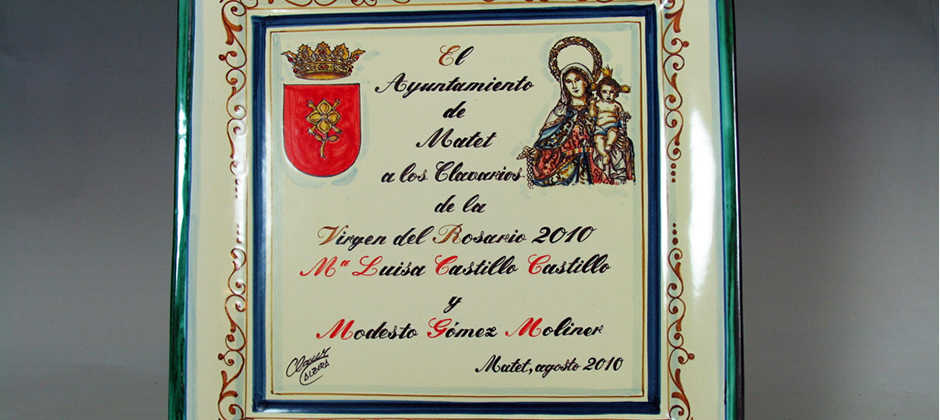 El
Ayuntamiento
de
Matet
a los Clavarios
de la
Virgen del Rosario 2010
Mª Luisa Castillo Castillo
y
Modesto Gómez Moliner
Matet, agosto 2010